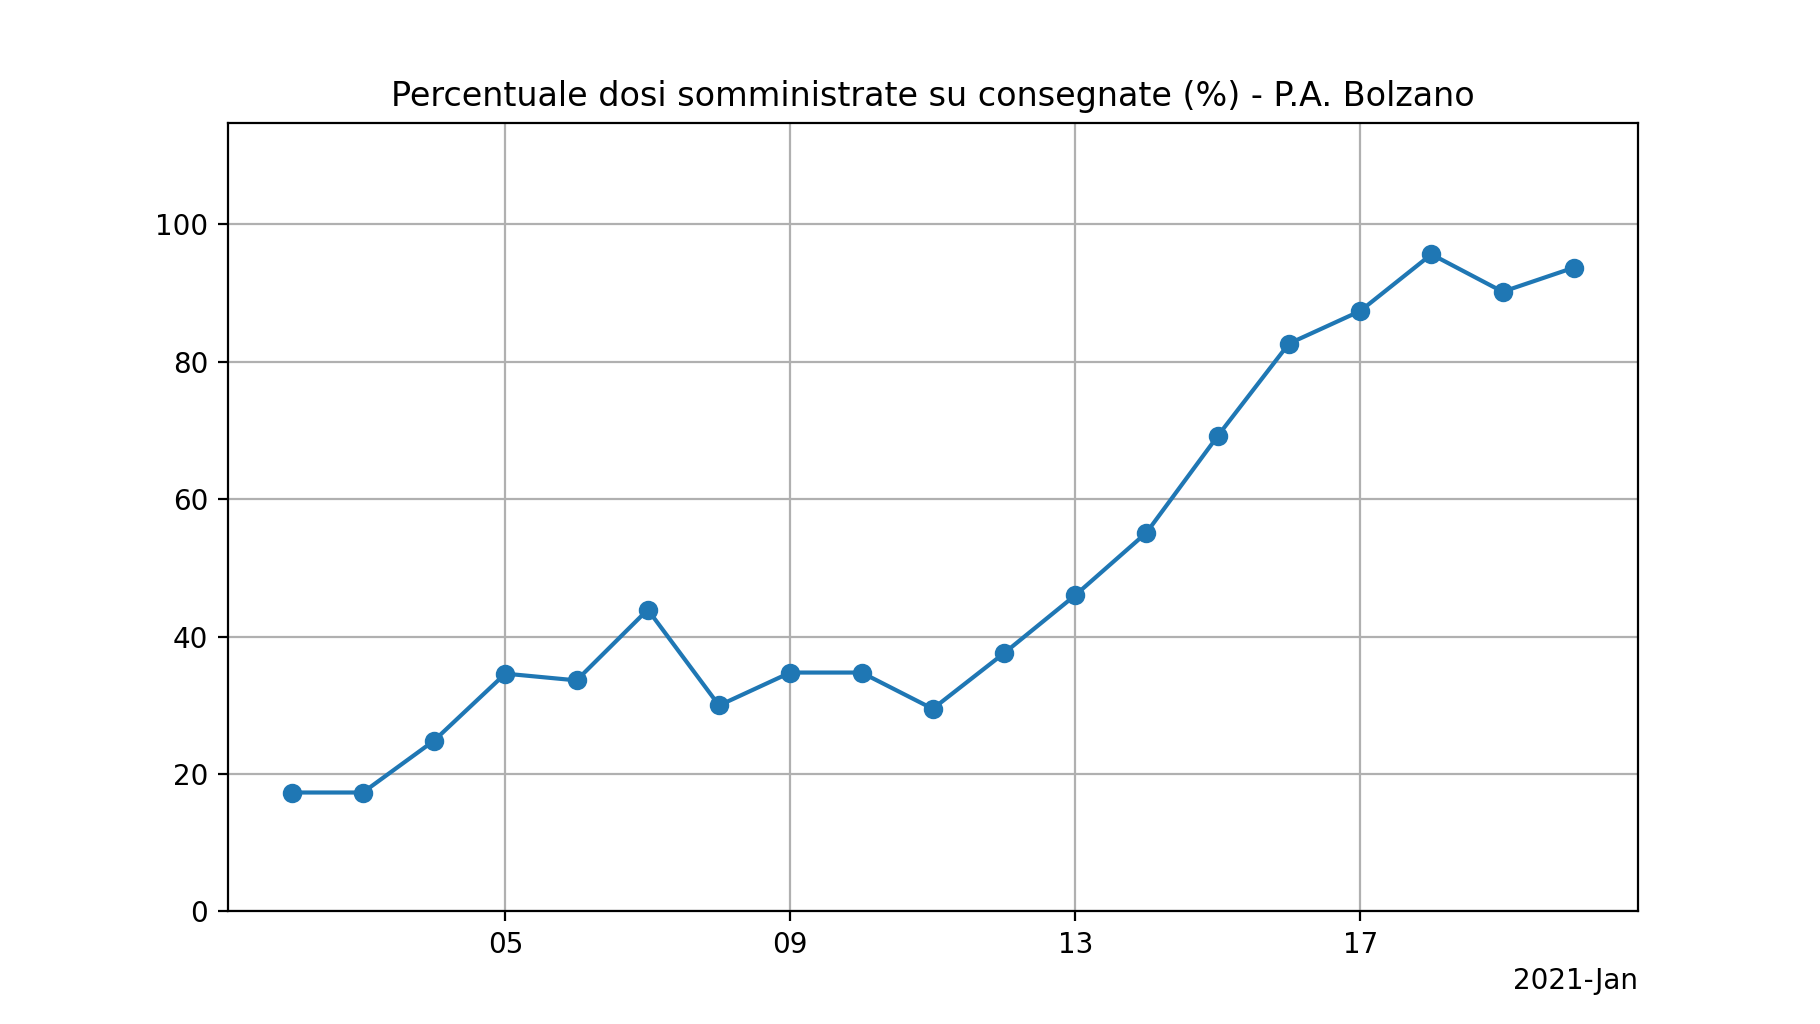 Percentuale dosi somministrate su consegnate (%) - P.A. Bolzano
100
80
60
40
20
0
05 09 13 17
2021-Jan